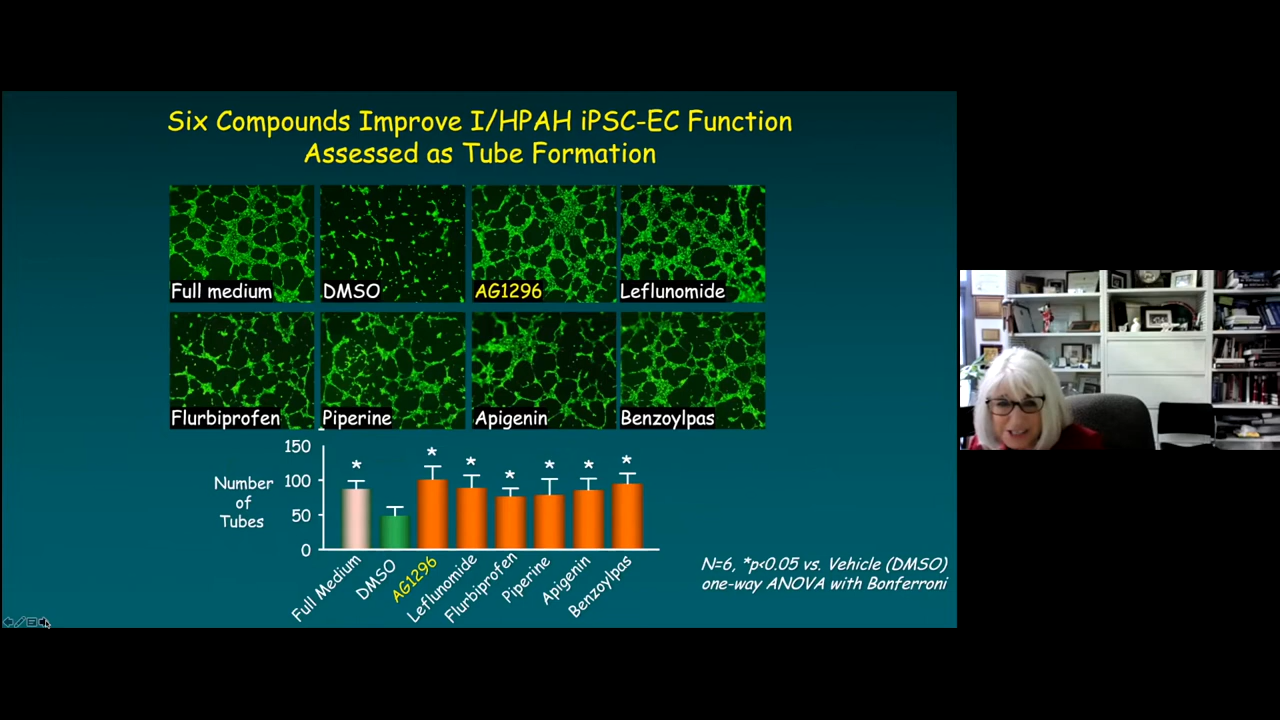 Six Compounds Improve I/HPAH iPSC-EC Function
Assessed as Tube Formation
Full medium
DMSO
AG1296
Leflunomide
Flurbiprofen
Piperine
Apigenin
Benzoylpas
150
100
50
0
Number
of
Tubes
*
*
*
*
*
*
*
Full Medium
DMSO
AG1296
Leflunomide
Flurbiprofen
Piperine
Apigenin
Benzoylpas
N=6, *p<0.05 vs. Vehicle (DMSO)
one-way ANOVA with Bonferroni